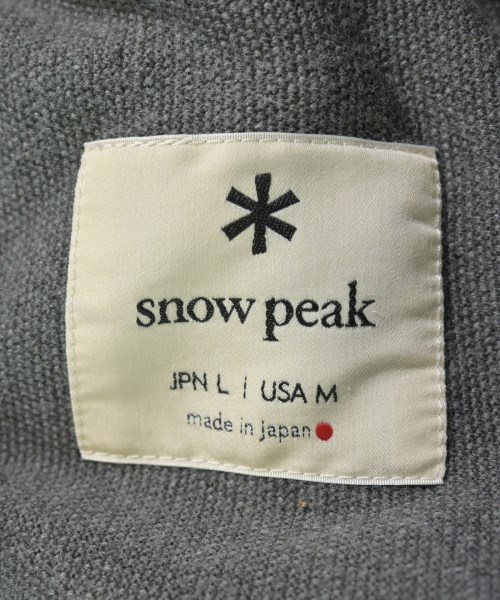 snow peak
JPN L / USA M
made in Japan